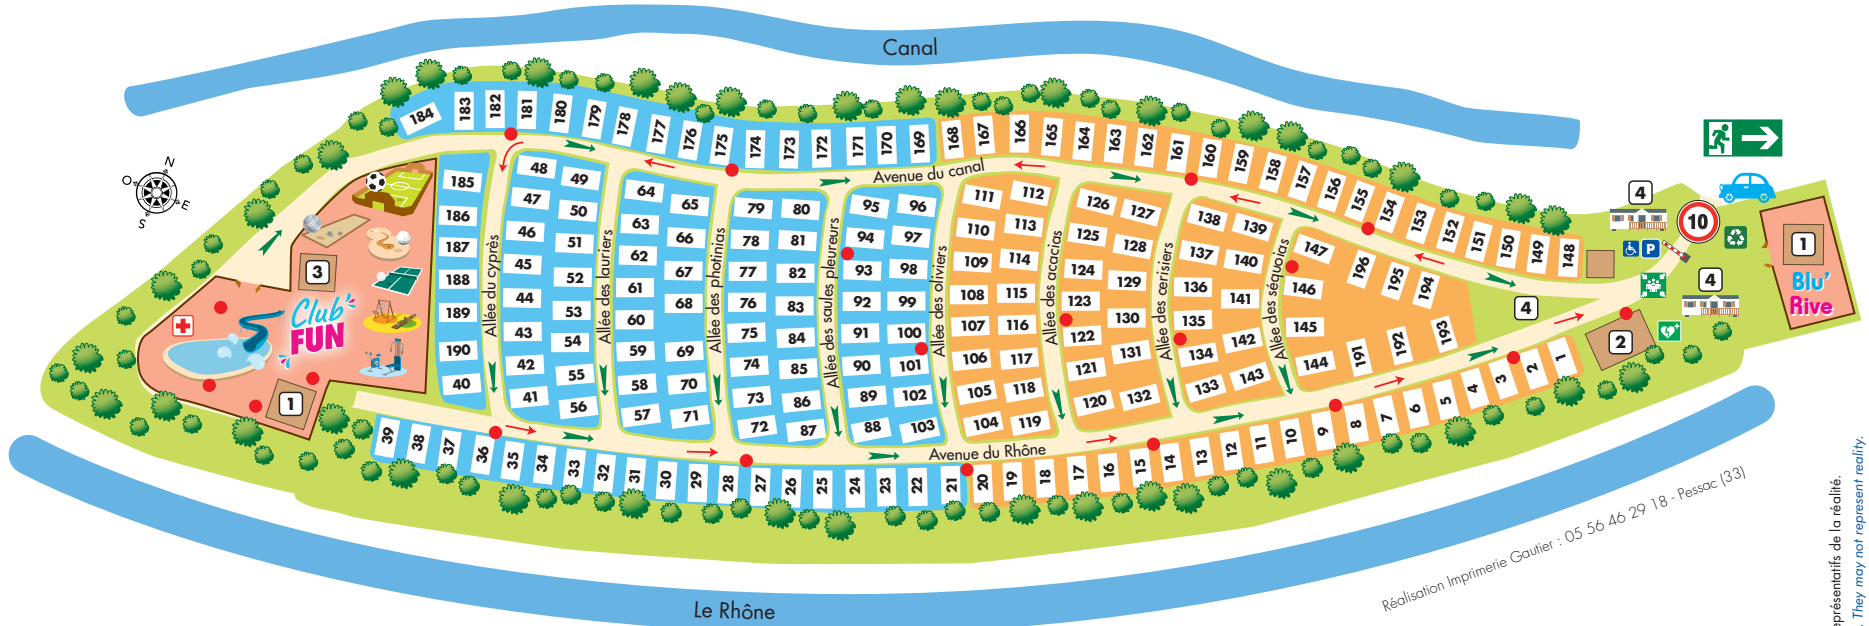 Canal
184 183 182 181 180 179 178 177 176 175 174 173 172 171 170 169 168 167 166 165 164 163 162 161 160 159 158 157 156 155 154 153 152 151 150 149 148
Avenue du canal
N
O
E
S
10
4
P
1
Blu'
Rive
4
4
2
3
Club
FUN
1
185
186
187
188
189
190
40
Allée du cyprès
48 49
47 50
46 51
45 52
44 53
43 54
42 55
41 56
Allée des lauriers
64 65
63 66
62 67
61 68
60
59 69
58 70
57 71
Allée des photinias
79 80
78 81
77 82
76 83
75 84
74 85
73 86
72 87
Allée des saules pleureurs
95 96
94 97
93 98
92 99
91 100
90 101
89 102
88 103
Allée des oliviers
111 112
110 113
109 114
108 115
107 116
106 117
105 118
104 119
Allée des acacias
126 127
125 128
124 129
123 130
122 131
121 132
120
Allée des cerisiers
138 139
137 140
136 141
135 142
134 143
133
Allée des séquoias
147 196 195 194
146
145
144 191 192 193
Avenue du Rhône
39 38 37 36 35 34 33 32 31 30 29 28 27 26 25 24 23 22 21 20 19 18 17 16 15 14 13 12 11 10 9 8 7 6 5 4 3 2 1
Le Rhône
Réalisation Imprimerie Gautier : 05 56 46 29 18 - Pessac (33)
présentatifs de la réalité.
They may not represent reality.